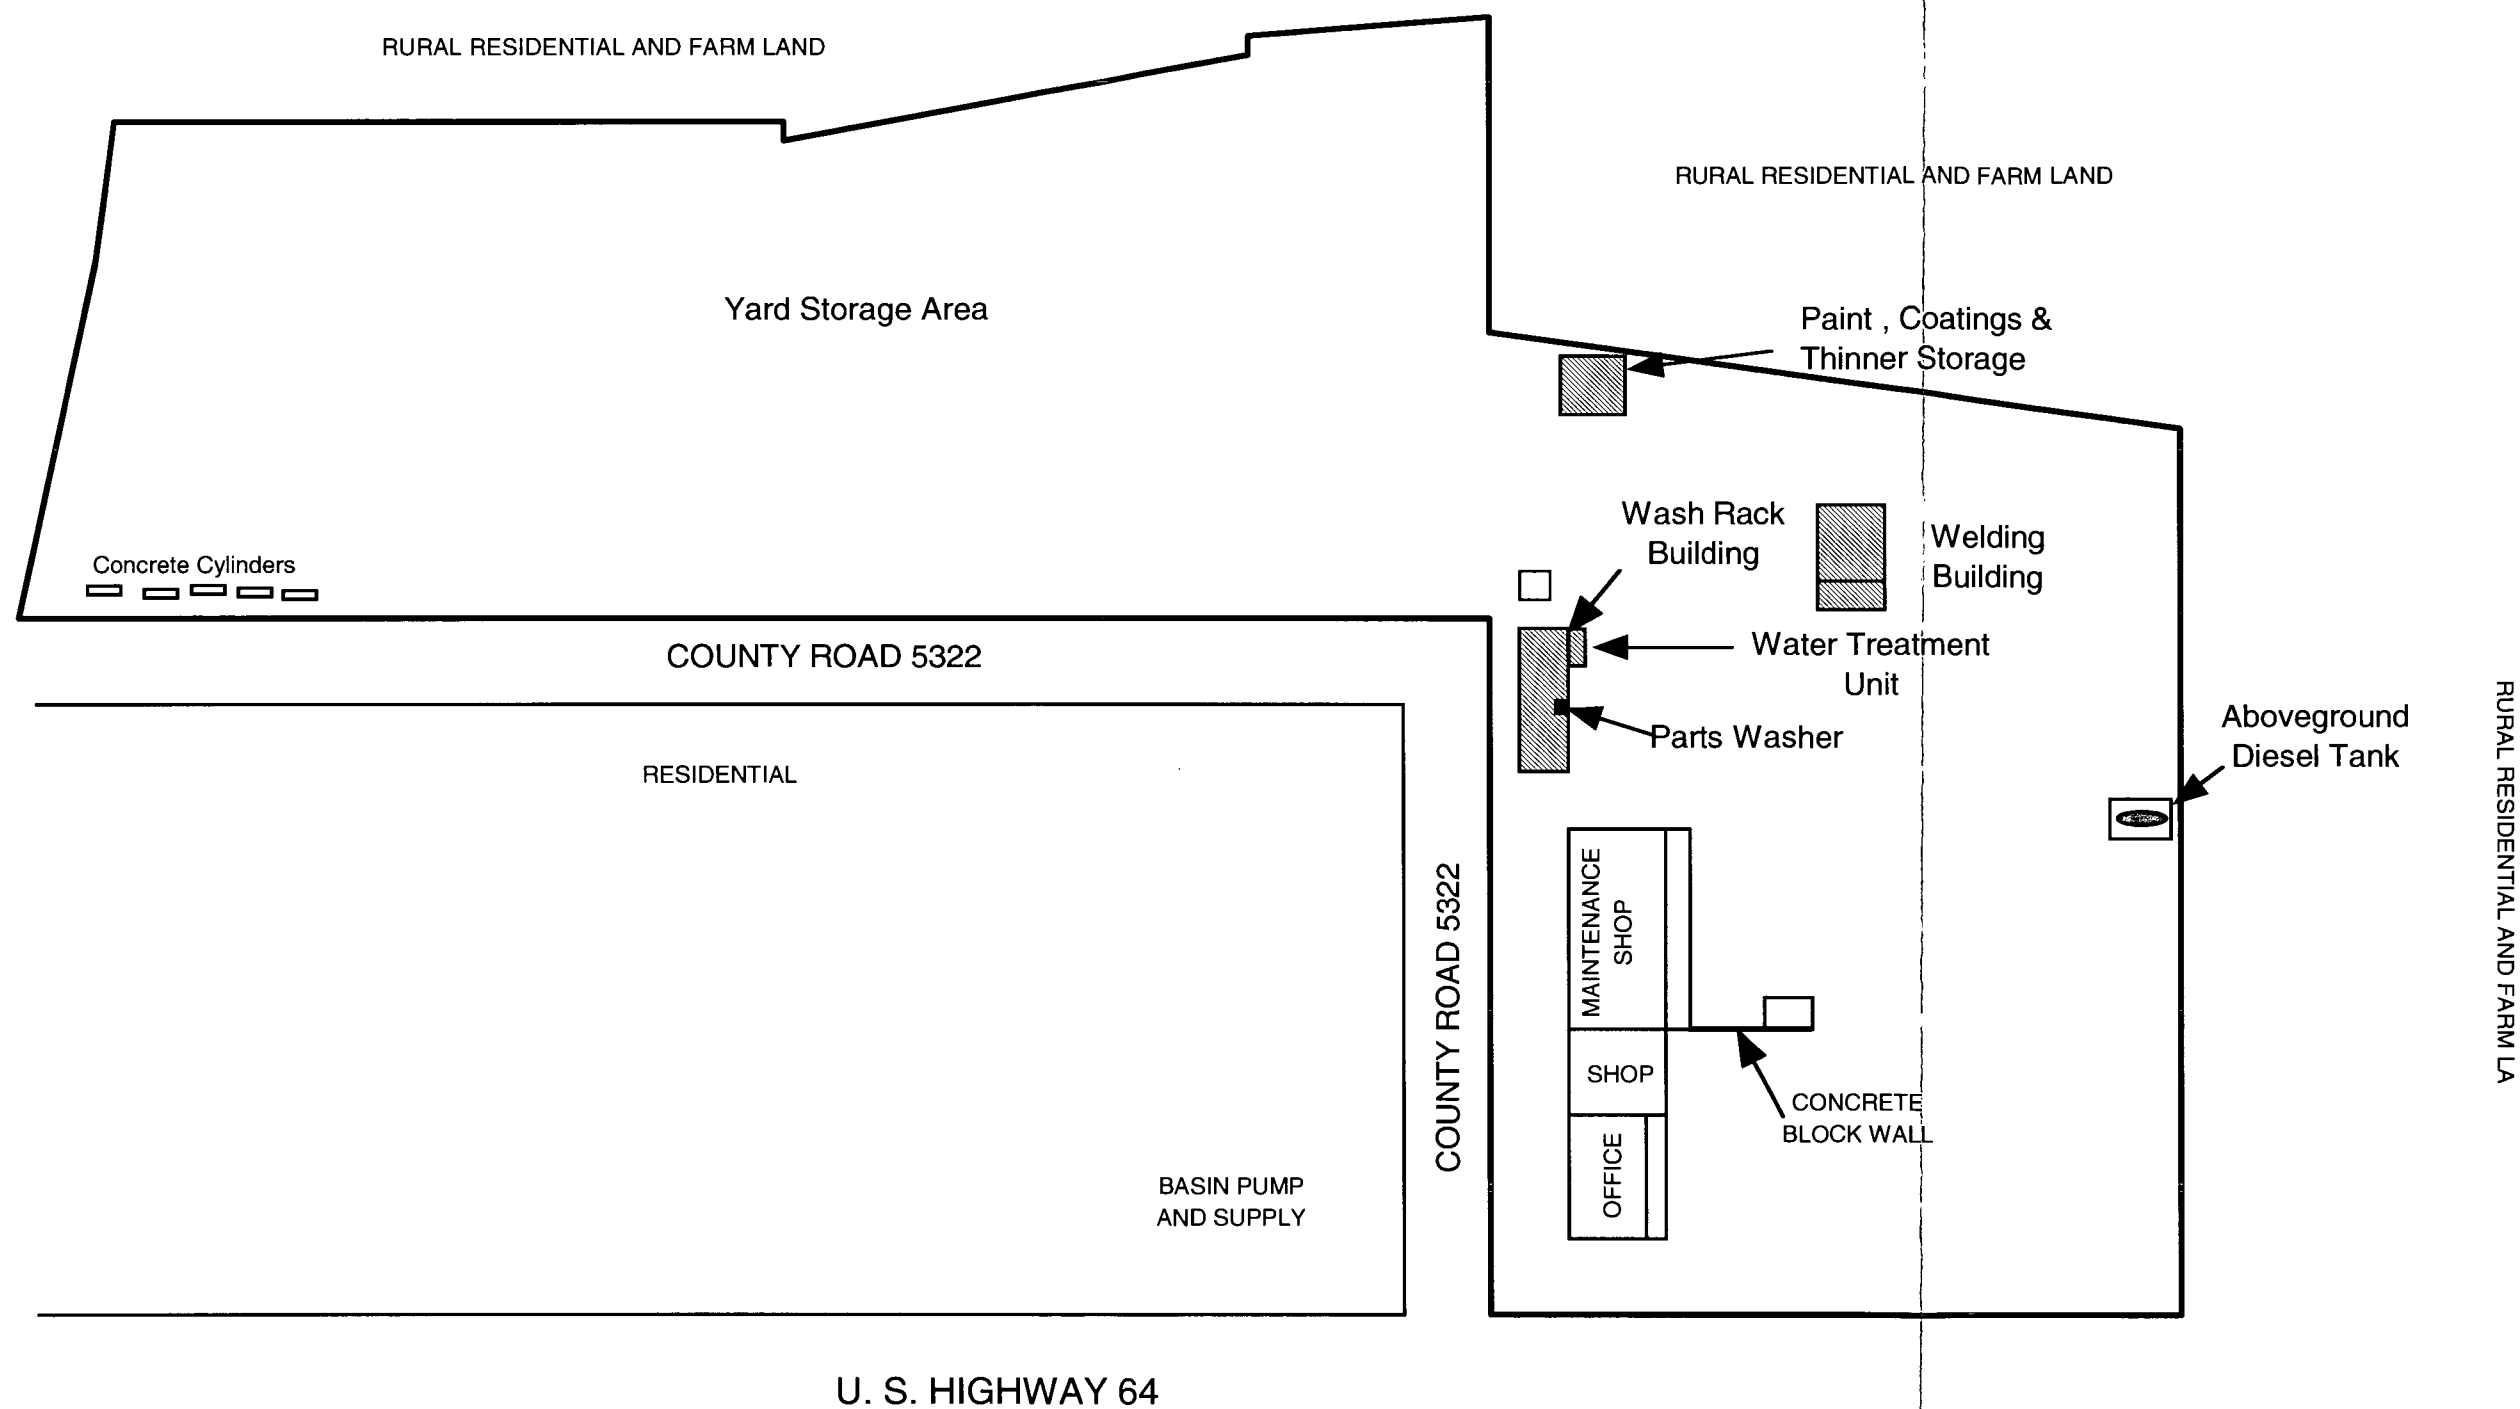 RURAL RESIDENTIAL AND FARM LAND
RURAL RESIDENTIAL AND FARM LAND
Yard Storage Area
Paint , Coatings &
Thinner Storage
Wash Rack
Building
Welding
Building
Concrete Cylinders
COUNTY ROAD 5322
Water Treatment
Unit
Parts Washer
Aboveground
Diesel Tank
RESIDENTIAL
RURAL RESIDENTIAL AND FARM LA
MAINTENANCE
SHOP
COUNTY ROAD 5322
SHOP
CONCRETE
BLOCK WALL
OFFICE
BASIN PUMP
AND SUPPLY
U. S. HIGHWAY 64